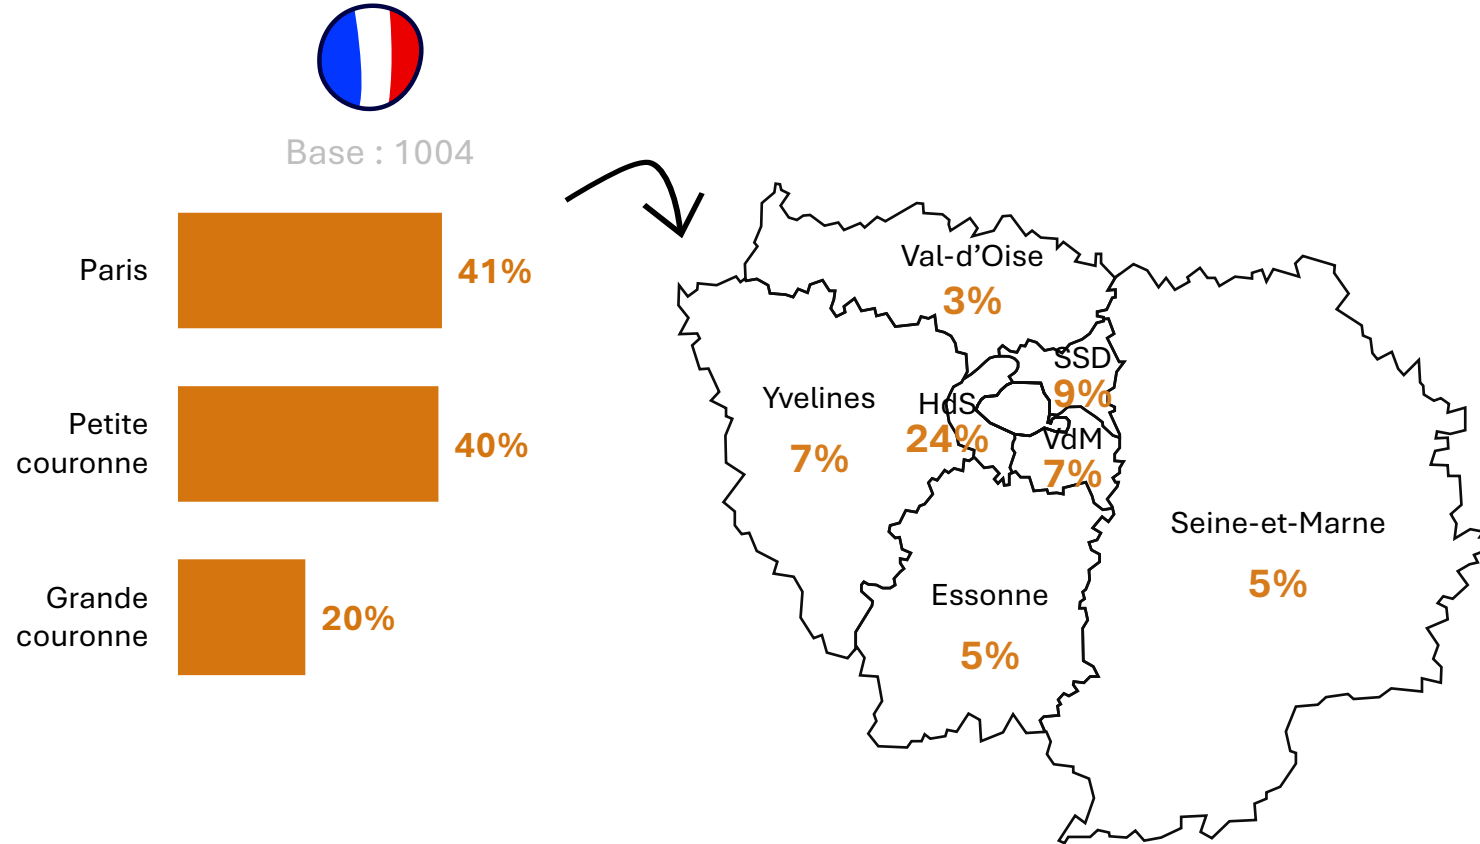 Base : 1004
Paris
41%
Petite
couronne
40%
Grande
couronne
20%
Val-d’Oise
3%
SSD
9%
Yvelines
7%
HdS
24%
VdM
7%
Seine-et-Marne
5%
Essonne
5%